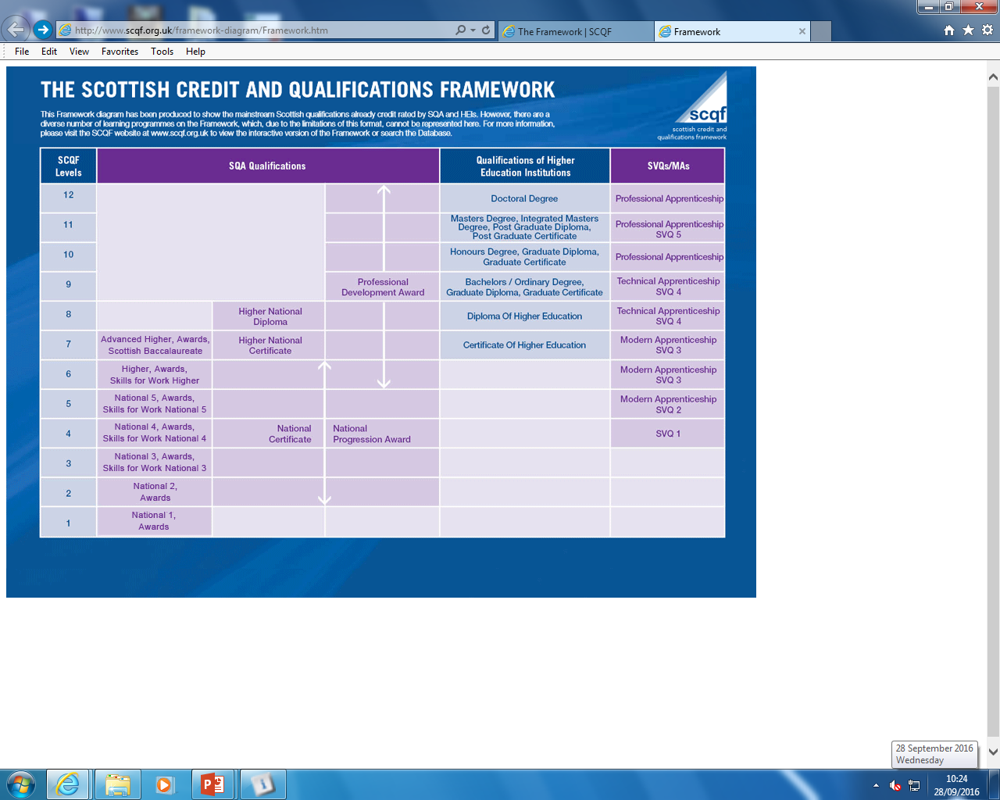 http://www.scqf.org.uk/framework-diagram/Framework.htm
The Framework | SCQF
Framework
File Edit View Favorites Tools Help
THE SCOTTISH CREDIT AND QUALIFICATIONS FRAMEWORK
This Framework diagram has been produced to show the mainstream Scottish qualifications already credit rated by SQA and HEIs. However, there are a
diverse number of learning programmes on the Framework, which, due to the limitations of this format, cannot be represented here. For more information,
please visit the SCQF website at www.scqf.org.uk to view the interactive version of the Framework or search the Database.
scqf
scottish credit and
qualifications framework
SCQF
Levels
SQA Qualifications
Qualifications of Higher
Education Institutions
SVQs/MAs
12
Doctoral Degree
Professional Apprenticeship
11
Masters Degree, Integrated Masters
Degree, Post Graduate Diploma,
Post Graduate Certificate
Professional Apprenticeship
SVQ 5
10
Honours Degree, Graduate Diploma,
Graduate Certificate
Professional Apprenticeship
9
Professional
Development Award
Bachelors / Ordinary Degree,
Graduate Diploma, Graduate Certificate
Technical Apprenticeship
SVQ 4
8
Higher National
Diploma
Diploma Of Higher Education
Technical Apprenticeship
SVQ 4
7
Advanced Higher, Awards,
Scottish Baccalaureate
Higher National
Certificate
Certificate Of Higher Education
Modern Apprenticeship
SVQ 3
6
Higher, Awards,
Skills for Work Higher
Modern Apprenticeship
SVQ 3
5
National 5, Awards,
Skills for Work National 5
Modern Apprenticeship
SVQ 2
4
National 4, Awards,
Skills for Work National 4
National
Certificate
National
Progression Award
SVQ 1
3
National 3, Awards,
Skills for Work National 3
2
National 2,
Awards
1
National 1,
Awards
28 September 2016
Wednesday
10:24
28/09/2016